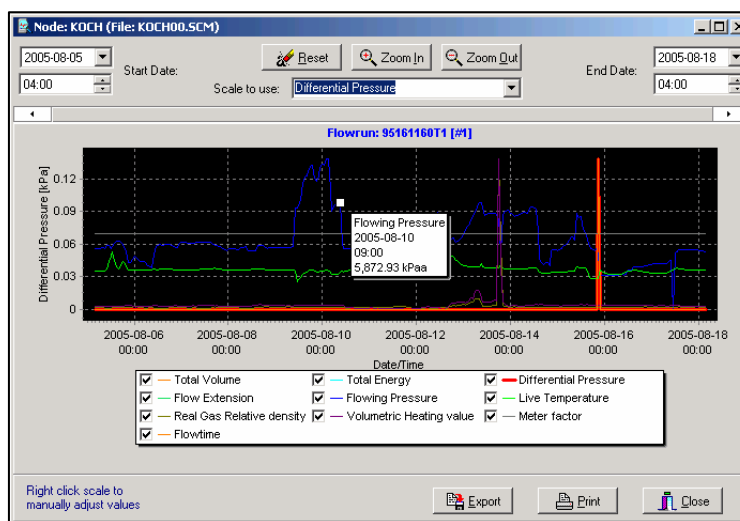 Node: KOCH (File: KOCH00.SCM)
2005-08-05
04:00
Start Date:
Reset
Zoom In
Zoom Out
Scale to use:
Differential Pressure
End Date:
2005-08-18
04:00
Flowrun: 95161160T1 [#1]
Differential Pressure [kPa]
0.12
0.09
0.06
0.03
0
Flowing Pressure
2005-08-10
09:00
5,872.93 kPaa
2005-08-06 2005-08-08 2005-08-10 2005-08-12 2005-08-14 2005-08-16 2005-08-18
00:00 00:00 00:00 00:00 00:00 00:00 00:00
Date/Time
Total Volume Total Energy Differential Pressure
Flow Extension Flowing Pressure Live Temperature
Real Gas Relative density Volumetric Heating value Meter factor
Flowtime
Right click scale to
manually adjust values
Export
Print
Close